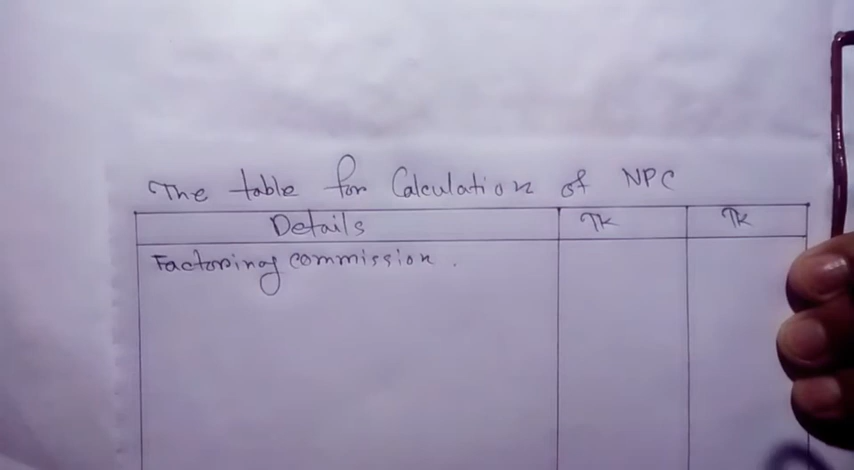 The table for Calculation of NPC
Details Tk Tk
Factoring commission.